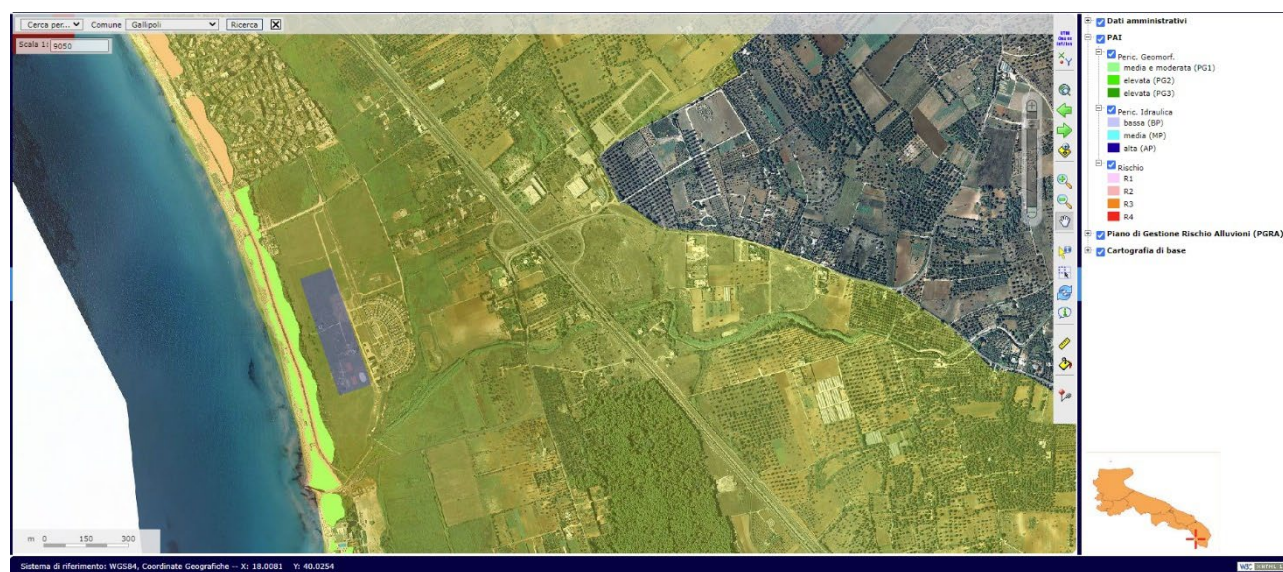 Cerca per... Comune Gallipoli Ricerca X
Scala 1: 9050
X Y
m 0 150 300
Dati amministrativi
PAI
Peric. Geomorf.
media e moderata (PG1)
elevata (PG2)
elevata (PG3)
Peric. Idraulica
bassa (BP)
media (MP)
alta (AP)
Rischio
R1
R2
R3
R4
Piano di Gestione Rischio Alluvioni (PGRA)
Cartografia di base
Sistema di riferimento: WGS84, Coordinate Geografiche -- X: 18.0081 Y: 40.0254
W3C